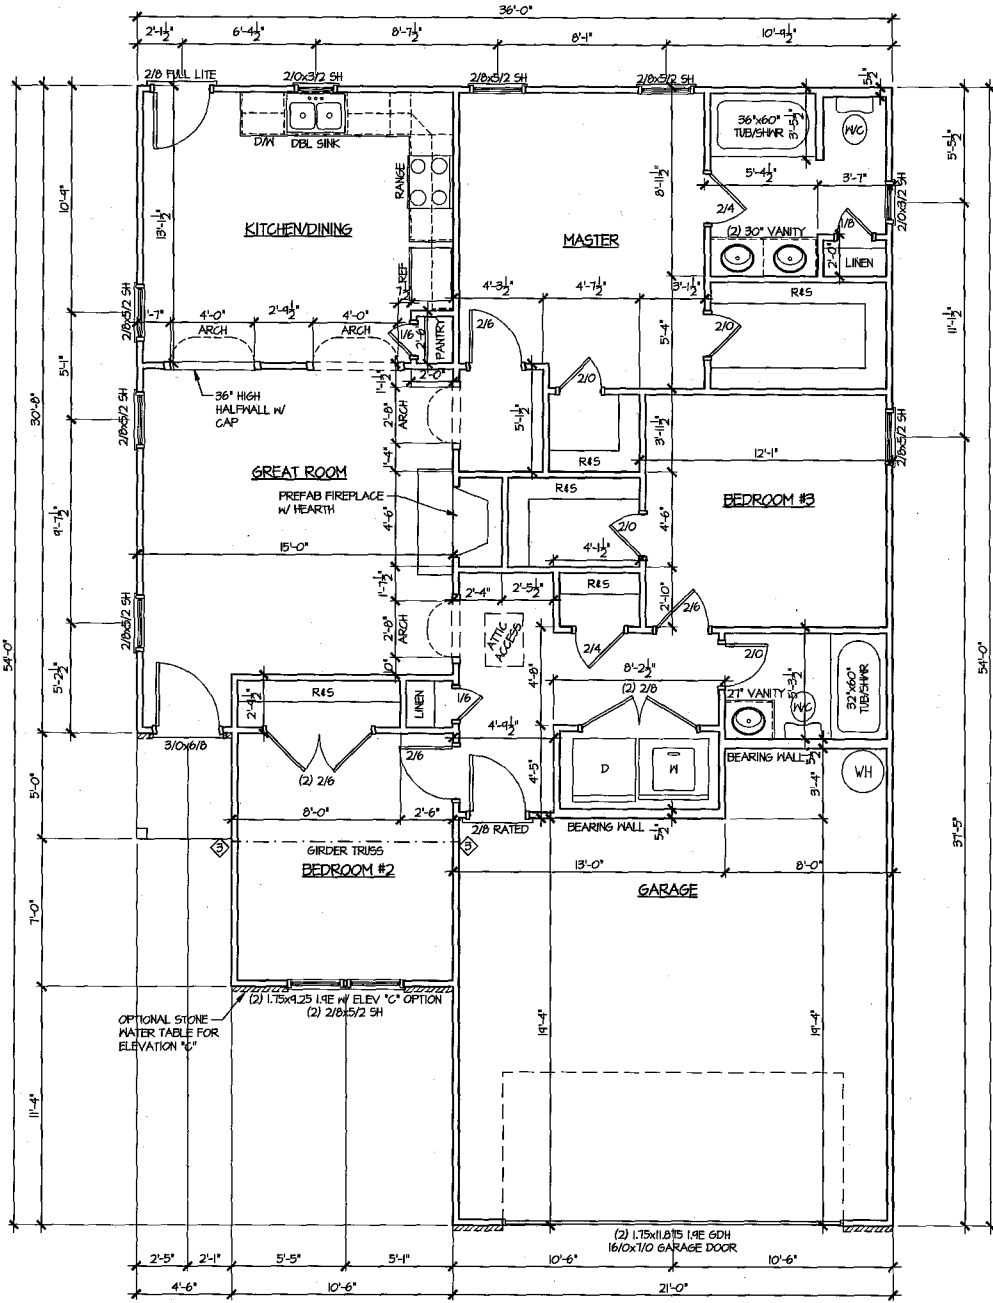 36'-0"
2'-1½" 6'-4½" 8'-7½" 8'-1" 10'-9½"
2/8 FULL LITE
2/0x3/2 SH
2/8x5/2 SH
2/8x5/2 SH
5½"
D/W
DBL SINK
RANGE
36"x60"
TUB/SHWR
3'-5½"
W/C
5'-5½"
10'-4"
13'-1½"
8'-11½"
5'-4½"
3'-7"
2/0x3/2 SH
2/4
1/8
KITCHEN/DINING
MASTER
(2) 30" VANITY
2'-0"
LINEN
REF
R&S
2/8x5/2 SH
4'-3½" 4'-7½" 3'-1½"
4'-0" 2'-9½" 4'-0"
ARCH
ARCH
1/6
2'-6"
PANTRY
2/6
5'-4"
2/0
11'-1½"
5'-1"
2'-0"
2/0
30'-8"
36" HIGH
HALFWALL W/
CAP
1'-1½"
2'-8"
ARCH
5'-1½"
3'-11½"
2/8x5/2 SH
2/8x5/2 SH
1'-4"
R&S
12'-1"
GREAT ROOM
R&S
PREFAB FIREPLACE
W/ HEARTH
4'-6"
BEDROOM #3
9'-7½"
2/0
4'-6"
15'-0"
4'-1½"
1'-7½"
2'-4" 2'-5½"
R&S
2'-10"
2/6
2/8x5/2 SH
2'-8"
ARCH
ATTIC
ACCESS
4'-8"
2/4
2/0
54'-0"
54'-0"
5'-2½"
8'-2½"
5'-3½"
32"x60"
TUB/SHWR
2'-4½"
R&S
LINEN
1/6
(2) 2/8
27" VANITY
W/C
4'-9½"
3/0x6/8
2/6
(2) 2/6
4'-5"
D
W
BEARING WALL
5½"
3'-4"
WH
5'-0"
8'-0"
2'-6"
2/8 RATED
BEARING WALL
5½"
37'-5"
3
GIRDER TRUSS
3
BEDROOM #2
13'-0"
8'-0"
GARAGE
7'-0"
(2) 1.75x9.25 1.9E W/ ELEV "C" OPTION
(2) 2/8x5/2 SH
OPTIONAL STONE
WATER TABLE FOR
ELEVATION "C"
19'-4"
19'-4"
11'-4"
(2) 1.75x11.875 1.9E GDH
16/0x7/0 GARAGE DOOR
2'-5" 2'-1" 5'-5" 5'-1" 10'-6" 10'-6"
4'-6" 10'-6" 21'-0"